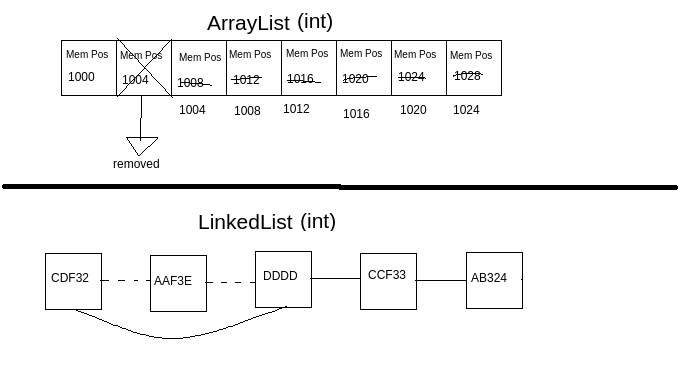 ArrayList (int)
Mem Pos Mem Pos Mem Pos Mem Pos Mem Pos Mem Pos Mem Pos Mem Pos
1000 1004 1008 1012 1016 1020 1024 1028
1004 1008 1012 1016 1020 1024
removed
LinkedList (int)
CDF32 AAF3E DDDD CCF33 AB324